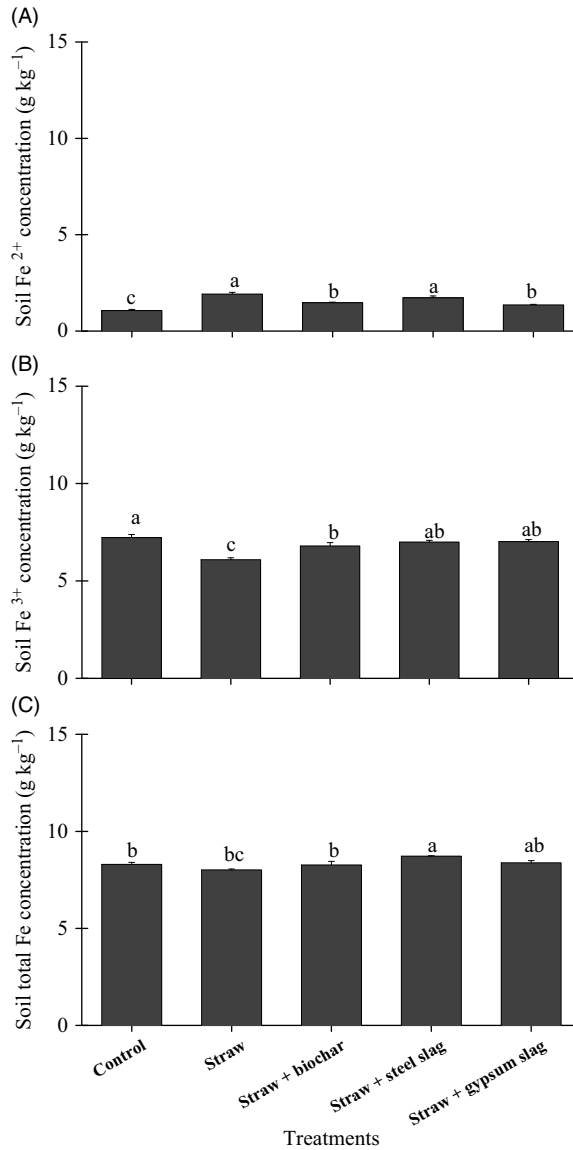 (A)
Soil Fe ²⁺ concentration (g kg⁻¹)
15
10
5
0
c a b a b
(B)
Soil Fe ³⁺ concentration (g kg⁻¹)
15
10
5
0
a c b ab ab
(C)
Soil total Fe concentration (g kg⁻¹)
15
10
5
0
b bc b a ab
Control
Straw
Straw + biochar
Straw + steel slag
Straw + gypsum slag
Treatments